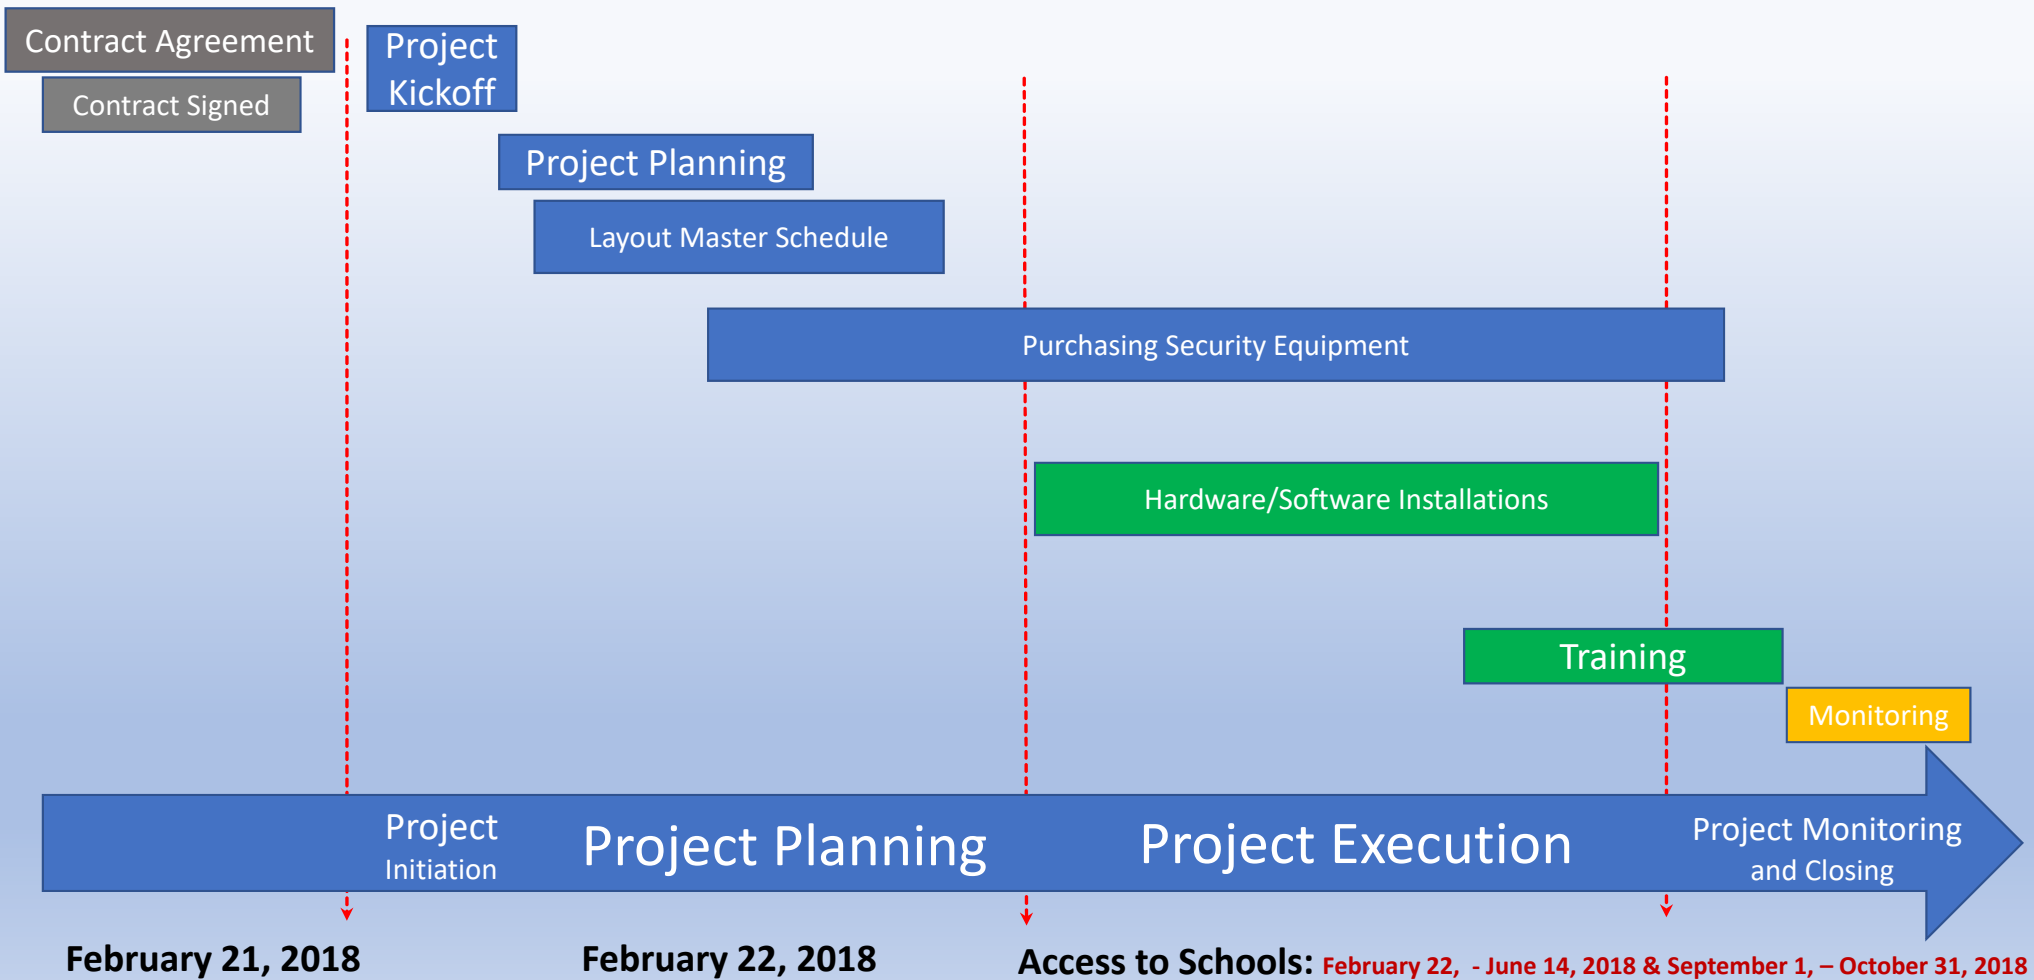 Contract Agreement
Contract Signed
Project
Kickoff
Project Planning
Layout Master Schedule
Purchasing Security Equipment
Hardware/Software Installations
Training
Monitoring
Project
Initiation
Project Planning
Project Execution
Project Monitoring
and Closing
February 21, 2018
February 22, 2018
Access to Schools: February 22, - June 14, 2018 & September 1, – October 31, 2018